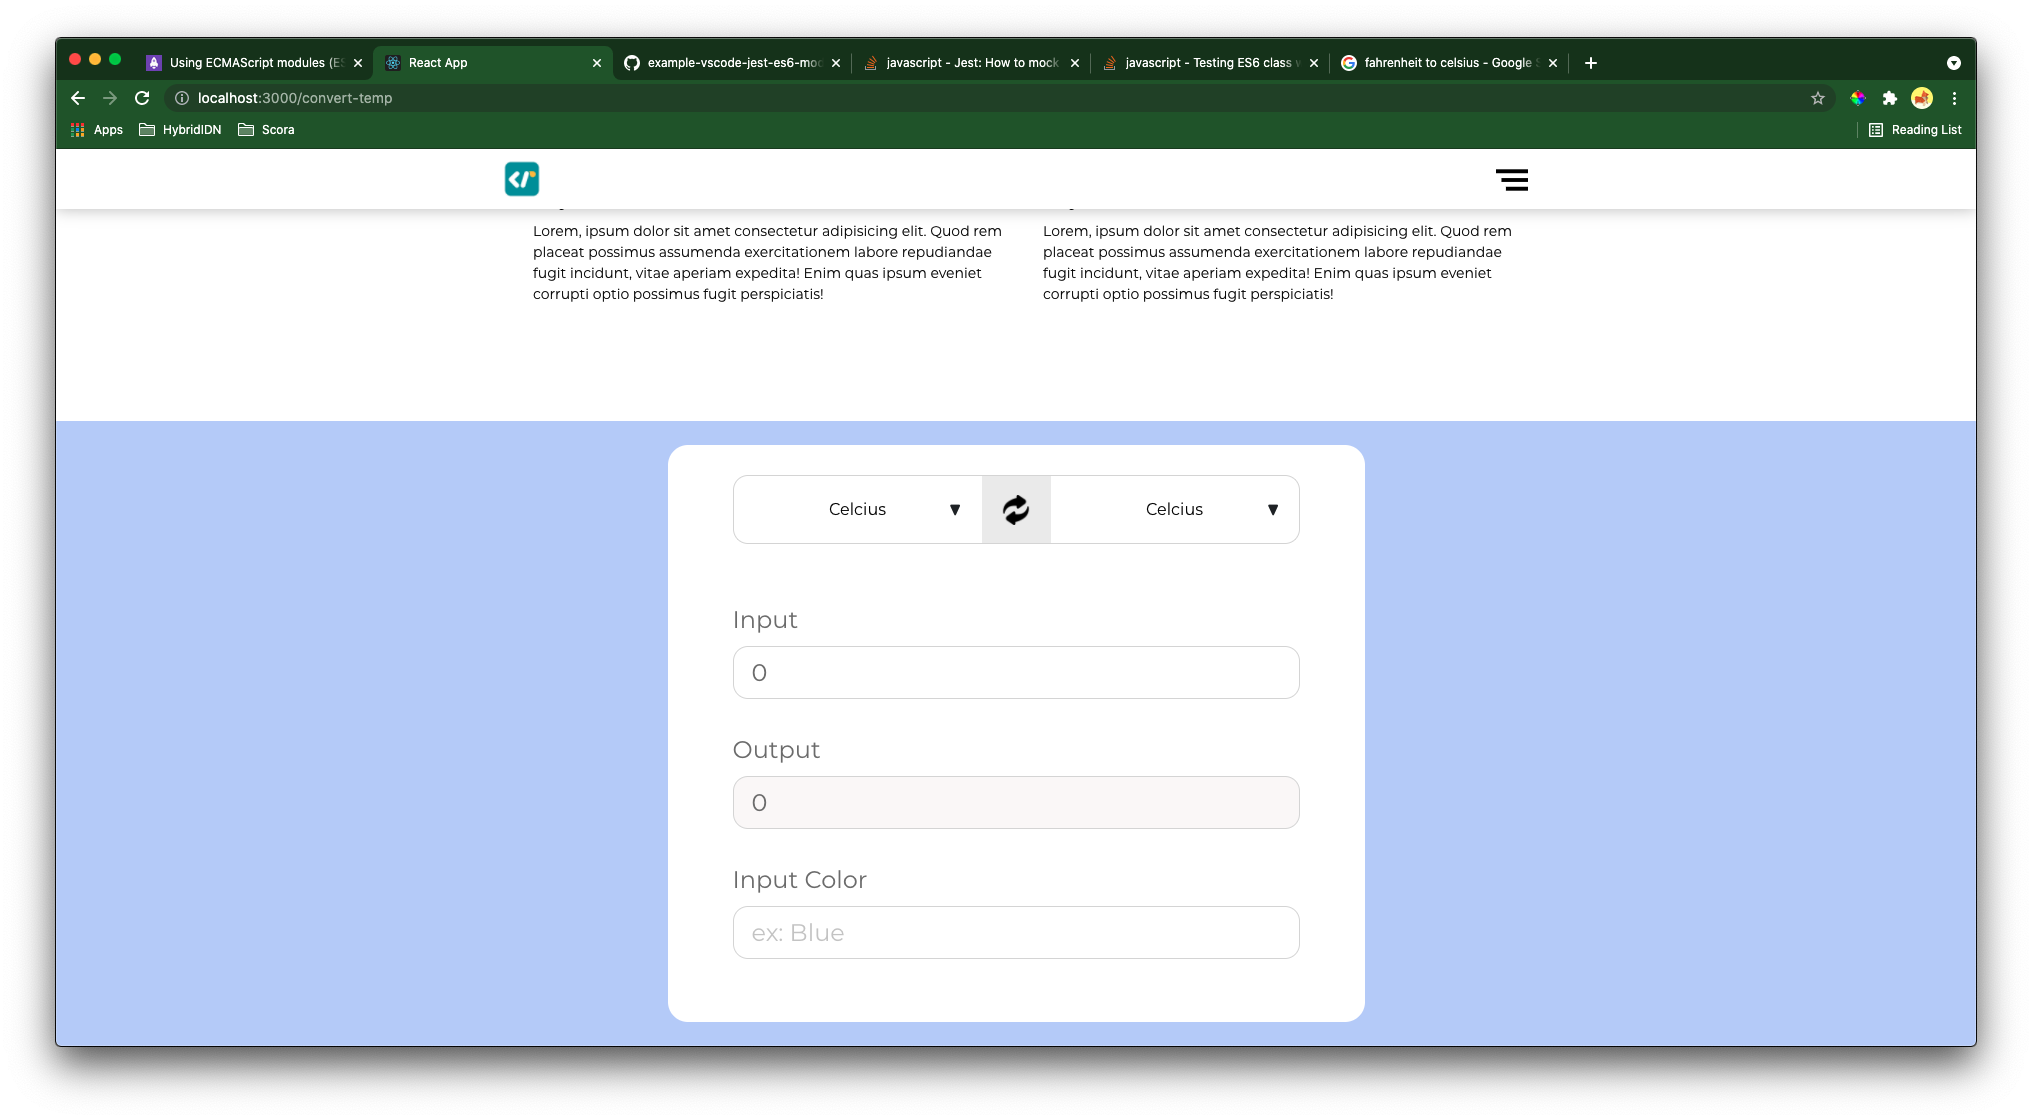 Using ECMAScript modules (ES
React App
example-vscode-jest-es6-moc
javascript - Jest: How to mock
javascript - Testing ES6 class w
fahrenheit to celsius - Google S
localhost:3000/convert-temp
Apps
HybridIDN
Scora
Reading List
Lorem, ipsum dolor sit amet consectetur adipisicing elit. Quod rem
placeat possimus assumenda exercitationem labore repudiandae
fugit incidunt, vitae aperiam expedita! Enim quas ipsum eveniet
corrupti optio possimus fugit perspiciatis!
Lorem, ipsum dolor sit amet consectetur adipisicing elit. Quod rem
placeat possimus assumenda exercitationem labore repudiandae
fugit incidunt, vitae aperiam expedita! Enim quas ipsum eveniet
corrupti optio possimus fugit perspiciatis!
Celcius
Celcius
Input
0
Output
0
Input Color
ex: Blue